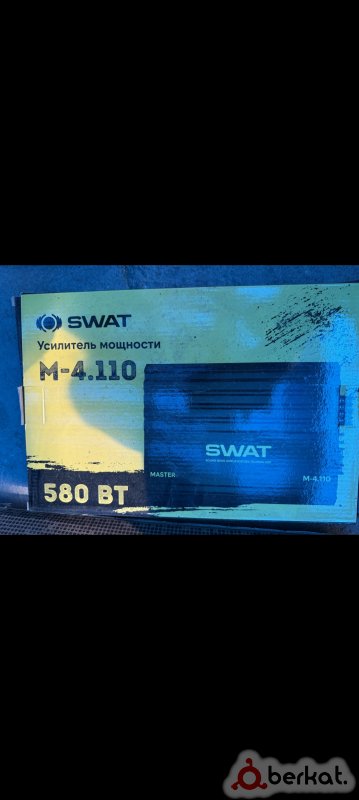 SWAT
Усилитель мощности
М-4.110
SWAT
MASTER
M-4.110
580 ВТ
berkat.